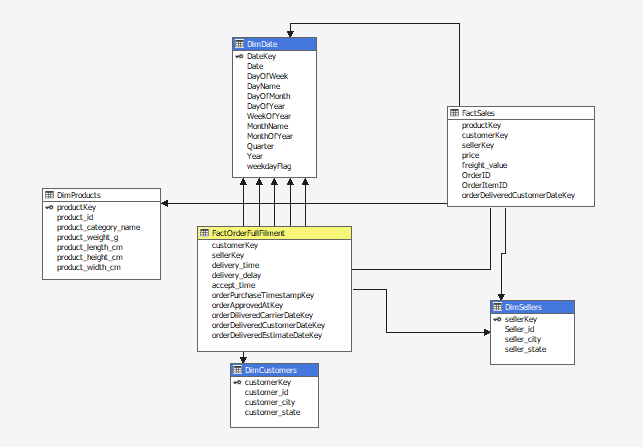 DimDate
DateKey
Date
DayOfWeek
DayName
DayOfMonth
DayOfYear
WeekOfYear
MonthName
MonthOfYear
Quarter
Year
weekdayFlag
FactSales
productKey
customerKey
sellerKey
price
freight_value
OrderID
OrderItemID
orderDeliveredCustomerDateKey
DimProducts
productKey
product_id
product_category_name
product_weight_g
product_length_cm
product_height_cm
product_width_cm
FactOrderFullFilment
customerKey
sellerKey
delivery_time
delivery_delay
accept_time
orderPurchaseTimestampKey
orderApprovedAtKey
orderDiliveredCarrierDateKey
orderDeliveredCustomerDateKey
orderDeliveredEstimateDateKey
DimSellers
sellerKey
Seller_id
seller_city
seller_state
DimCustomers
customerKey
customer_id
customer_city
customer_state